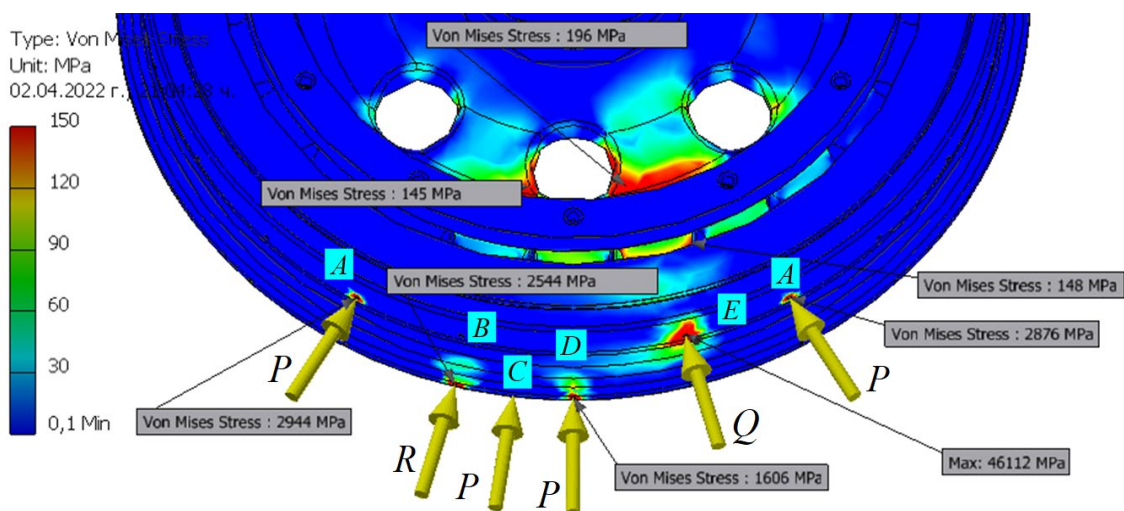 Type: Von Mises Stress
Unit: MPa
02.04.2022 г.,
ч.
150
120
90
60
30
0,1 Min
Von Mises Stress : 196 MPa
Von Mises Stress : 145 MPa
Von Mises Stress : 2544 MPa
Von Mises Stress : 148 MPa
Von Mises Stress : 2876 MPa
Von Mises Stress : 2944 MPa
Max: 46112 MPa
Von Mises Stress : 1606 MPa
A
B
C
D
E
A
P
R
P
P
Q
P